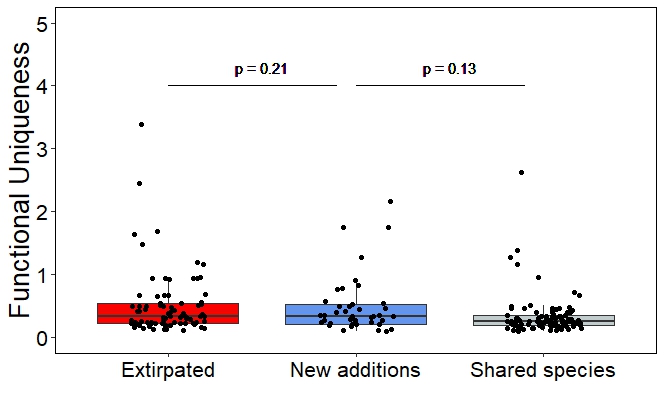 Functional Uniqueness
5
4
3
2
1
0
p = 0.21
p = 0.13
Extirpated
New additions
Shared species